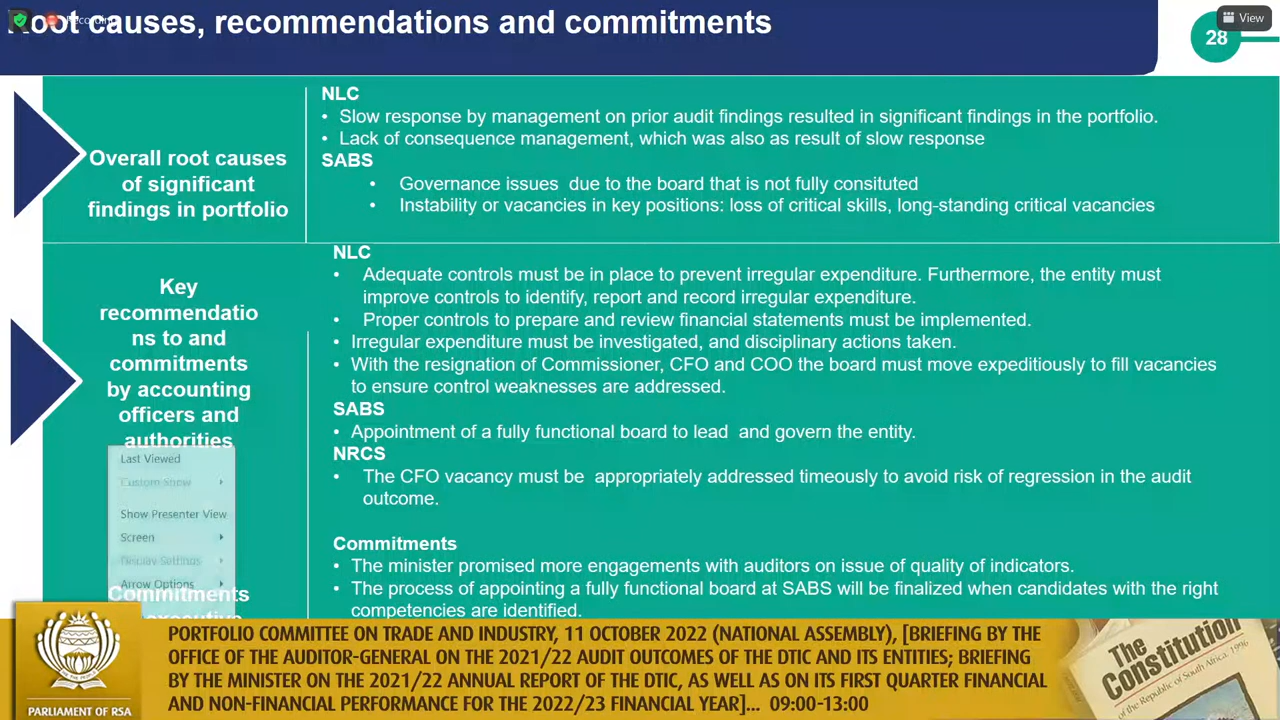 Root causes, recommendations and commitments
Recording
View
28
Overall root causes
of significant
findings in portfolio
NLC
• Slow response by management on prior audit findings resulted in significant findings in the portfolio.
• Lack of consequence management, which was also as result of slow response
SABS
• Governance issues due to the board that is not fully consituted
• Instability or vacancies in key positions: loss of critical skills, long-standing critical vacancies
Key
recommendatio
ns to and
commitments
by accounting
officers and
authorities
NLC
• Adequate controls must be in place to prevent irregular expenditure. Furthermore, the entity must
improve controls to identify, report and record irregular expenditure.
• Proper controls to prepare and review financial statements must be implemented.
• Irregular expenditure must be investigated, and disciplinary actions taken.
• With the resignation of Commissioner, CFO and COO the board must move expeditiously to fill vacancies
to ensure control weaknesses are addressed.
SABS
• Appointment of a fully functional board to lead and govern the entity.
NRCS
• The CFO vacancy must be appropriately addressed timeously to avoid risk of regression in the audit
outcome.
Last Viewed
Custom Show
Show Presenter View
Screen
Display Settings
Arrow Options
Commitments
Commitments
• The minister promised more engagements with auditors on issue of quality of indicators.
• The process of appointing a fully functional board at SABS will be finalized when candidates with the right
competencies are identified.
PORTFOLIO COMMITTEE ON TRADE AND INDUSTRY, 11 OCTOBER 2022 (NATIONAL ASSEMBLY), [BRIEFING BY THE
OFFICE OF THE AUDITOR-GENERAL ON THE 2021/22 AUDIT OUTCOMES OF THE DTIC AND ITS ENTITIES; BRIEFING
BY THE MINISTER ON THE 2021/22 ANNUAL REPORT OF THE DTIC, AS WELL AS ON ITS FIRST QUARTER FINANCIAL
AND NON-FINANCIAL PERFORMANCE FOR THE 2022/23 FINANCIAL YEAR]... 09:00-13:00
PARLIAMENT OF RSA
The
Constitution
of the Republic of South Africa, 1996